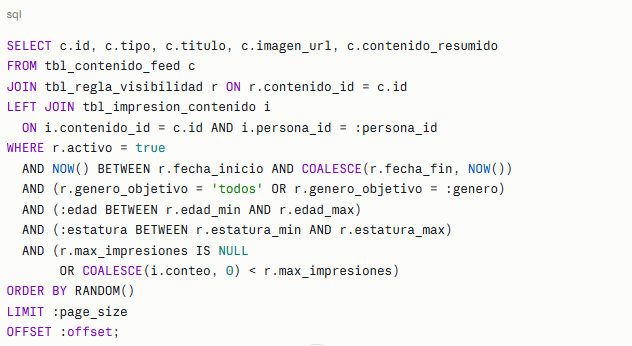 sql
SELECT c.id, c.tipo, c.titulo, c.imagen_url, c.contenido_resumido
FROM tbl_contenido_feed c
JOIN tbl_regla_visibilidad r ON r.contenido_id = c.id
LEFT JOIN tbl_impresion_contenido i
  ON i.contenido_id = c.id AND i.persona_id = :persona_id
WHERE r.activo = true
  AND NOW() BETWEEN r.fecha_inicio AND COALESCE(r.fecha_fin, NOW())
  AND (r.genero_objetivo = 'todos' OR r.genero_objetivo = :genero)
  AND (:edad BETWEEN r.edad_min AND r.edad_max)
  AND (:estatura BETWEEN r.estatura_min AND r.estatura_max)
  AND (r.max_impresiones IS NULL
       OR COALESCE(i.conteo, 0) < r.max_impresiones)
ORDER BY RANDOM()
LIMIT :page_size
OFFSET :offset;